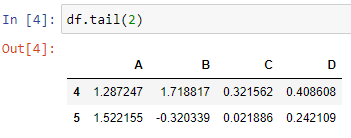 In [4]: df.tail(2)
Out[4]:
A B C D
4 1.287247 1.718817 0.321562 0.408608
5 1.522155 -0.320339 0.021886 0.242109